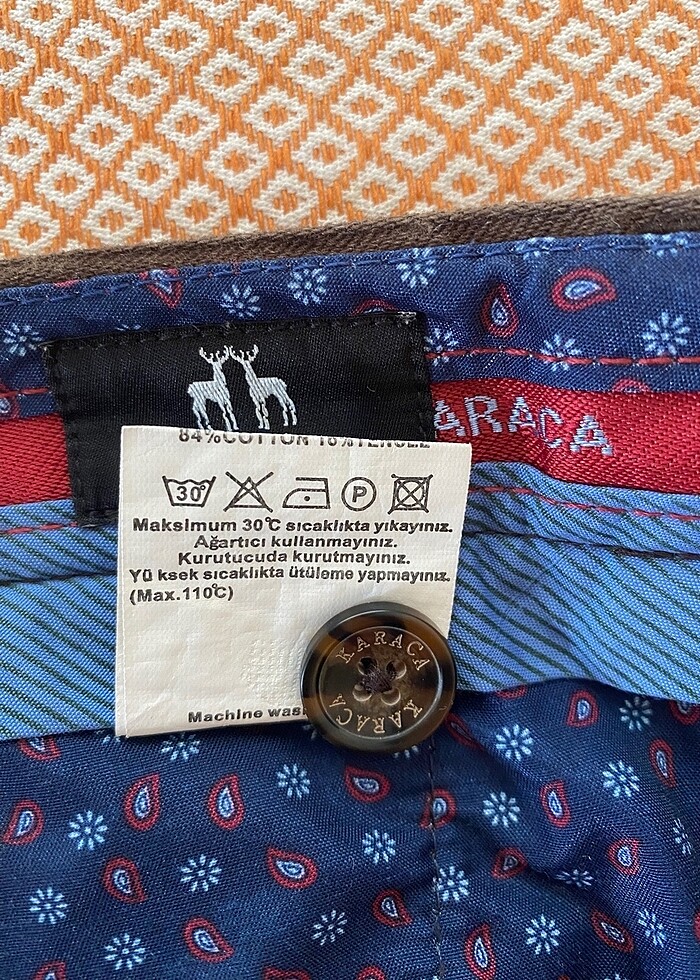 84%COTTON 16%TENCEL
KARACA
30°
P
Maksimum 30°C sıcaklıkta yıkayınız.
Ağartıcı kullanmayınız.
Kurutucuda kurutmayınız.
Yü ksek sıcaklıkta ütüleme yapmayınız.
(Max.110°C)
Machine
KARACA
KARACA